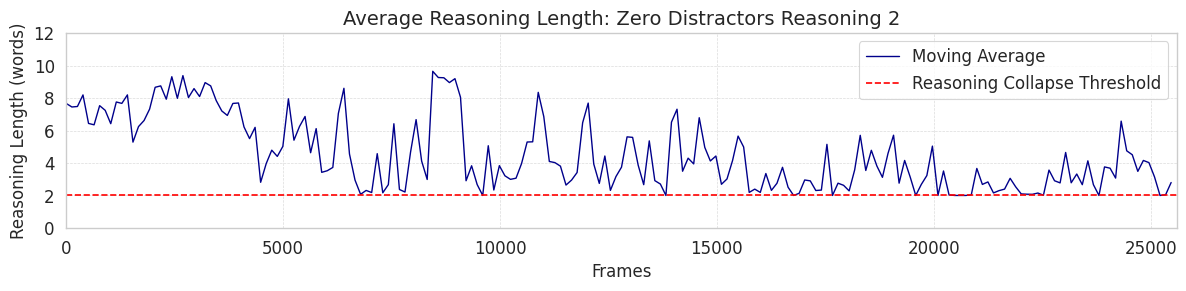 Average Reasoning Length: Zero Distractors Reasoning 2
Reasoning Length (words)
12
10
8
6
4
2
0
Moving Average
Reasoning Collapse Threshold
0
5000
10000
15000
20000
25000
Frames